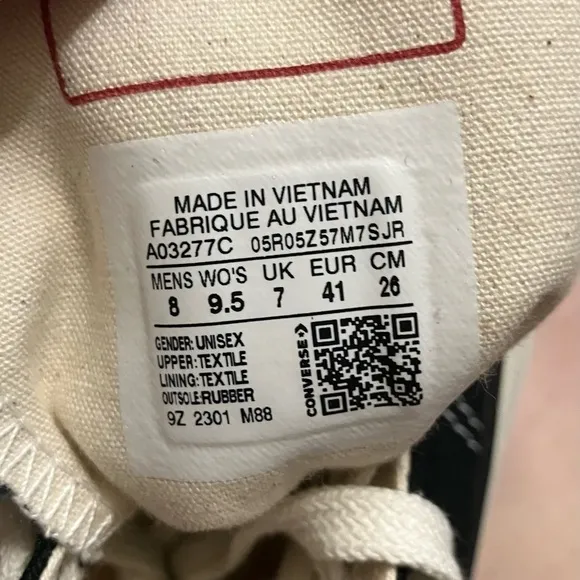 MADE IN VIETNAM
FABRIQUE AU VIETNAM
A03277C 05R05Z57M7SJR
MENS WO'S UK EUR CM
8 9.5 7 41 26
GENDER: UNISEX
UPPER: TEXTILE
LINING: TEXTILE
OUTSOLE: RUBBER
9Z 2301 M88
CONVERSE